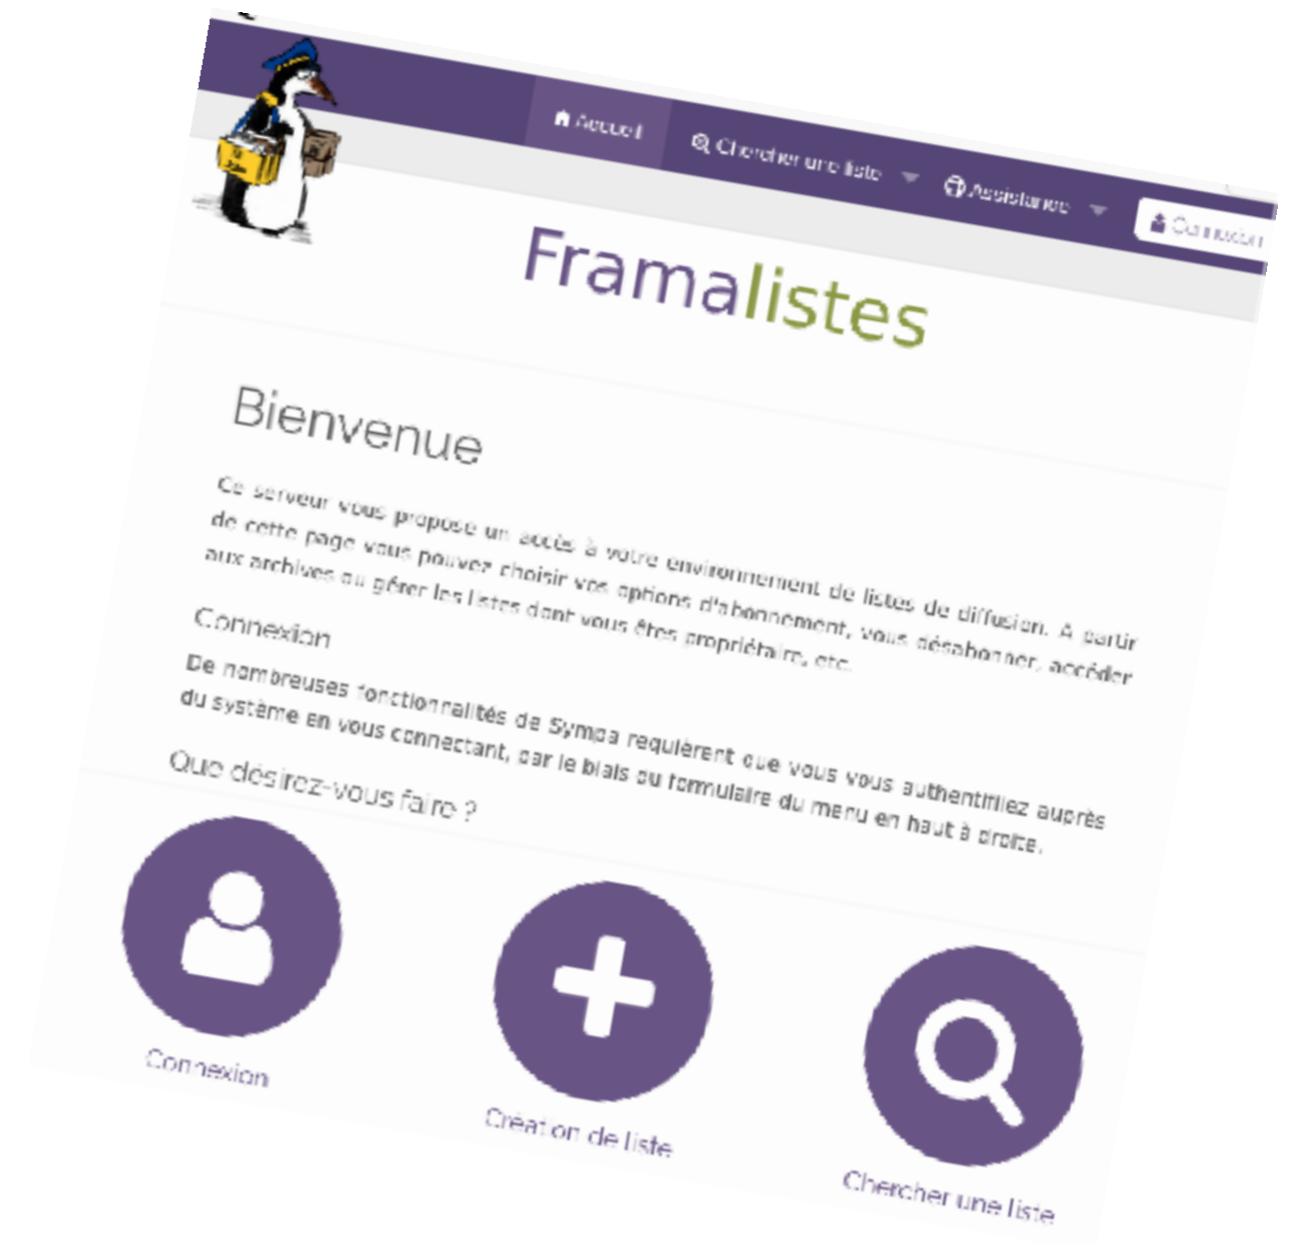 Accueil
Chercher une liste
Assistance
Connexion
Framalistes
Bienvenue
Ce serveur vous propose un accès à votre environnement de listes de diffusion. A partir
de cette page vous pouvez choisir vos options d'abonnement, vous désabonner, accéder
aux archives ou gérer les listes dont vous êtes propriétaire, etc.
Connexion
De nombreuses fonctionnalités de Sympa requièrent que vous vous authentifiiez auprès
du système en vous connectant, par le biais du formulaire du menu en haut à droite.
Que désirez-vous faire ?
Connexion
Création de liste
Chercher une liste